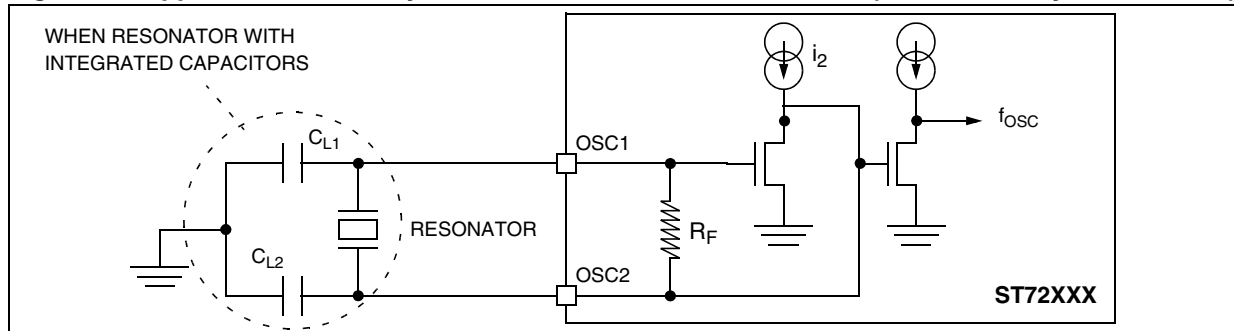 WHEN RESONATOR WITH
INTEGRATED CAPACITORS
i2
fOSC
CL1
OSC1
RESONATOR
RF
CL2
OSC2
ST72XXX